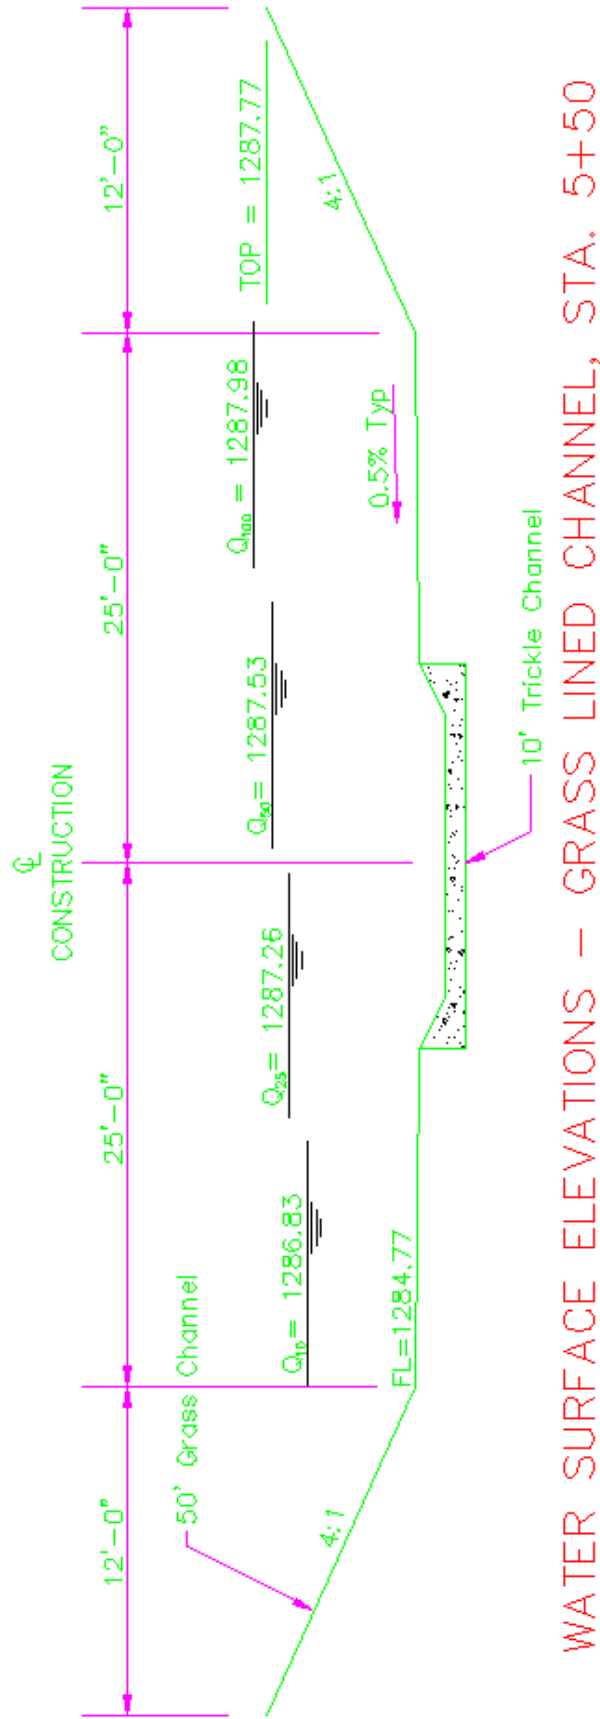 ℄
CONSTRUCTION
12'-0"
25'-0"
25'-0"
12'-0"
50' Grass Channel
Q10 = 1286.83
Q25 = 1287.26
Q50 = 1287.53
Q100 = 1287.98
TOP = 1287.77
4:1
FL=1284.77
0.5% Typ
4:1
10' Trickle Channel
WATER SURFACE ELEVATIONS - GRASS LINED CHANNEL, STA. 5+50